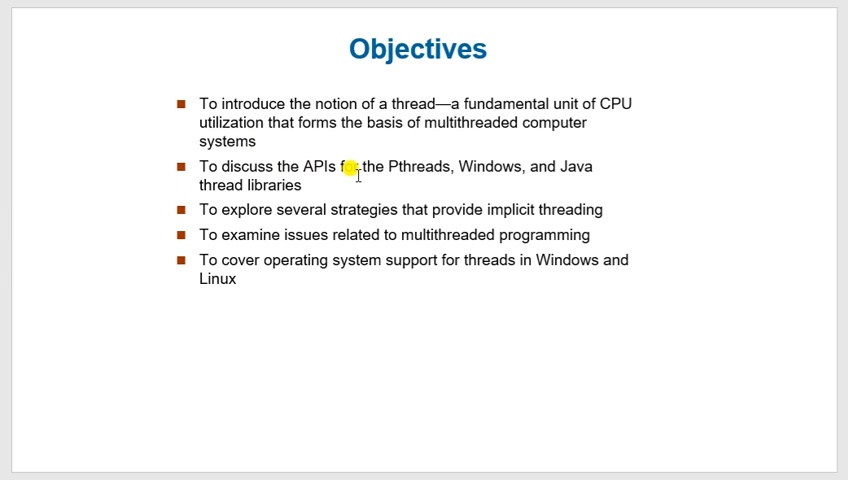 Objectives
To introduce the notion of a thread—a fundamental unit of CPU
utilization that forms the basis of multithreaded computer
systems
To discuss the APIs for the Pthreads, Windows, and Java
thread libraries
To explore several strategies that provide implicit threading
To examine issues related to multithreaded programming
To cover operating system support for threads in Windows and
Linux